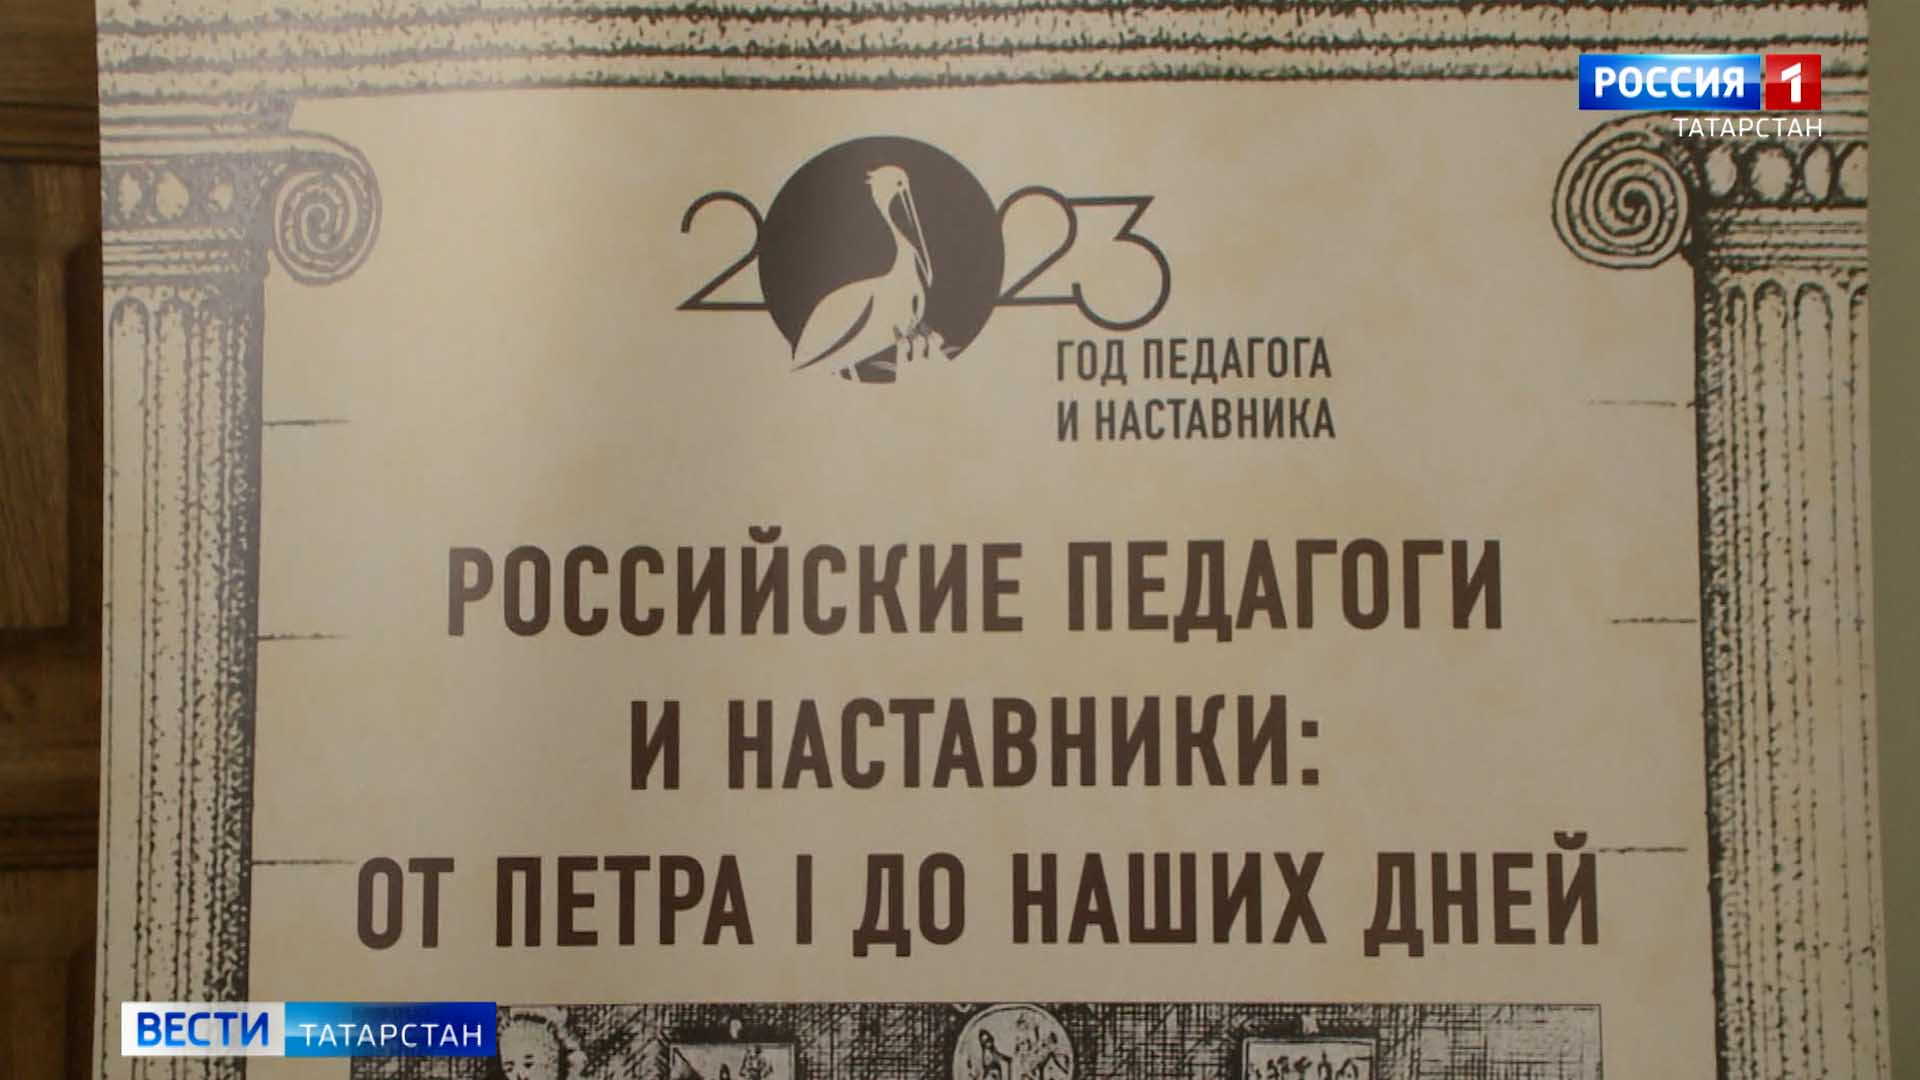 РОССИЯ 1
ТАТАРСТАН
2023
ГОД ПЕДАГОГА
И НАСТАВНИКА
РОССИЙСКИЕ ПЕДАГОГИ
И НАСТАВНИКИ:
ОТ ПЕТРА I ДО НАШИХ ДНЕЙ
ВЕСТИ ТАТАРСТАН